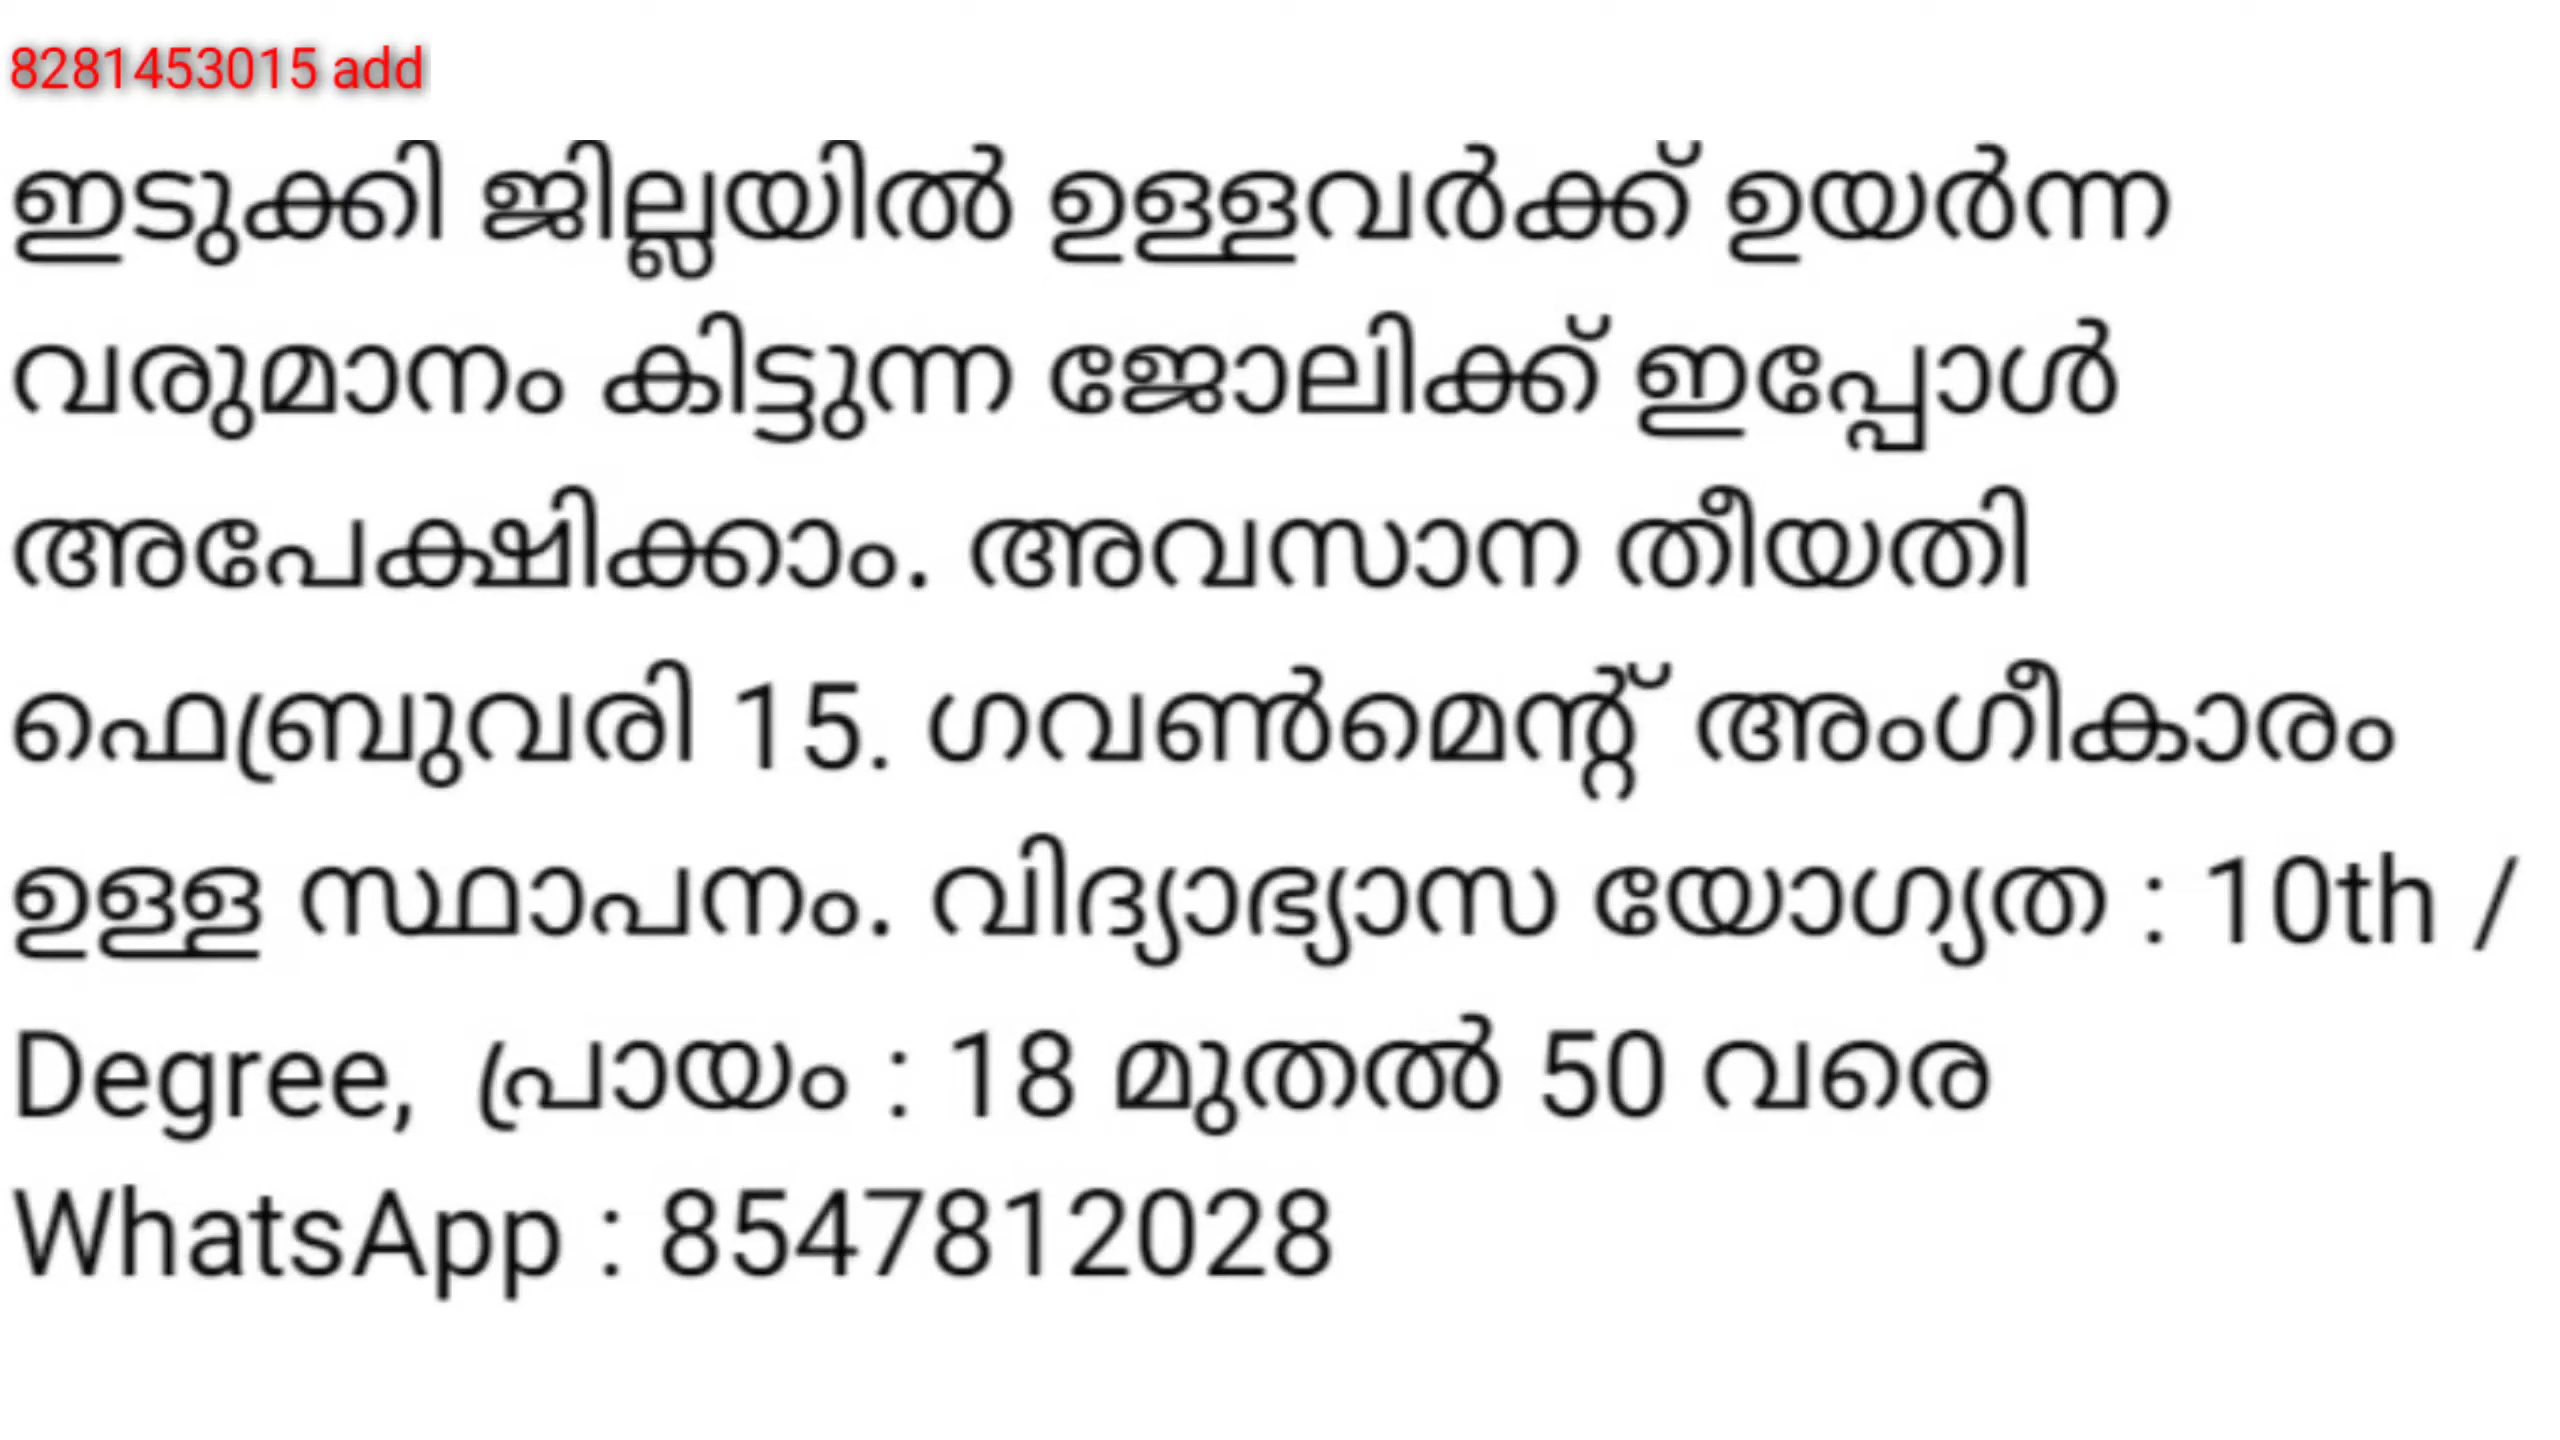 8281453015 add
ഇടുക്കി ജില്ലയിൽ ഉള്ളവർക്ക് ഉയർന്ന
വരുമാനം കിട്ടുന്ന ജോലിക്ക് ഇപ്പോൾ
അപേക്ഷിക്കാം. അവസാന തീയതി
ഫെബ്രുവരി 15. ഗവൺമെന്റ് അംഗീകാരം
ഉള്ള സ്ഥാപനം. വിദ്യാഭ്യാസ യോഗ്യത : 10th /
Degree, പ്രായം : 18 മുതൽ 50 വരെ
WhatsApp : 8547812028